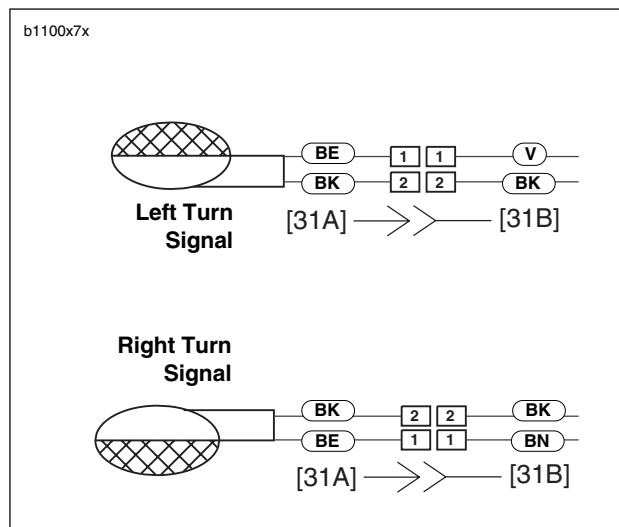 b1100x7x
BE 1 1 V
BK 2 2 BK
Left Turn
Signal
[31A] [31B]
Right Turn
Signal
BK 2 2 BK
BE 1 1 BN
[31A] [31B]